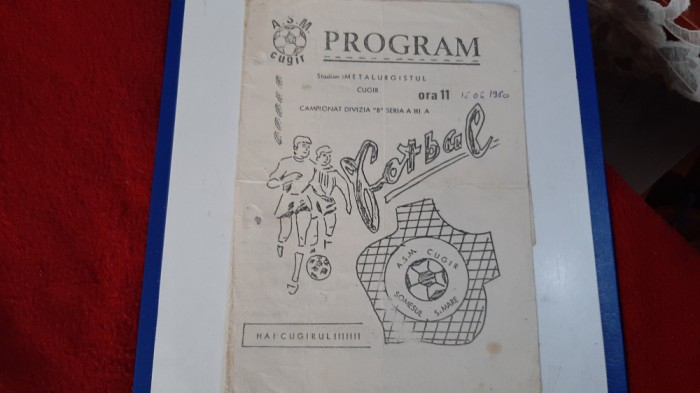 A.S.M
cugir
PROGRAM
Stadion :METALURGISTUL
CUGIR
ora 11 15 06 1980
CAMPIONAT DIVIZIA "B" SERIA A III. A
Fotbal
A.S.M CUGIR
SOMESUL S.MARE
HAI CUGIRUL!!!!!!!